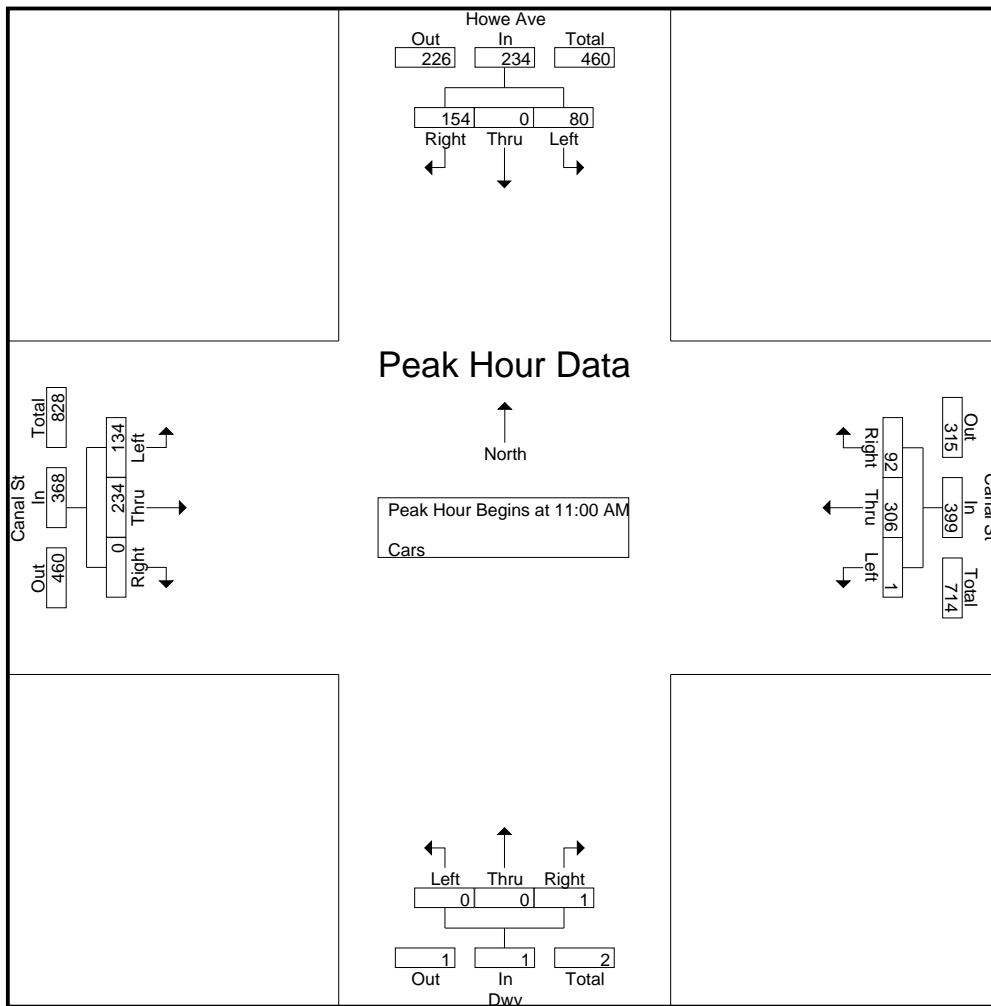 Howe Ave
Out In Total
226 234 460
154 0 80
Right Thru Left
Peak Hour Data
North
Peak Hour Begins at 11:00 AM
Cars
Canal St
Total In Out
828 368 460
134 234 0
Left Thru Right
Canal St
Out In Total
315 399 714
92 306 1
Right Thru Left
Left Thru Right
0 0 1
1 1 2
Out In Total
Dwy